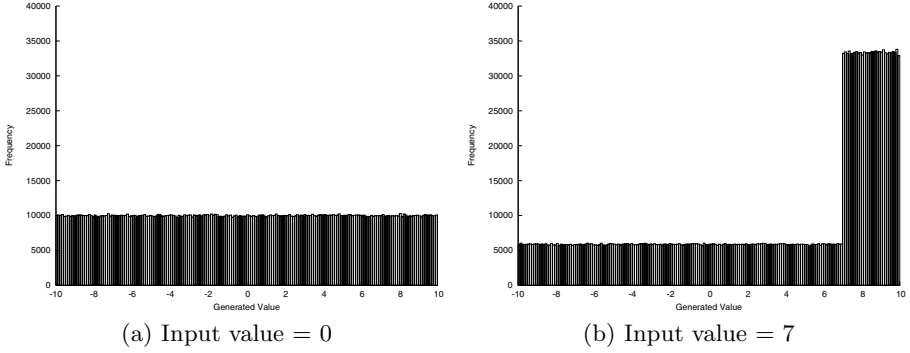 40000
35000
30000
25000
20000
15000
10000
5000
0
Frequency
-10 -8 -6 -4 -2 0 2 4 6 8 10
Generated Value
(a) Input value = 0
40000
35000
30000
25000
20000
15000
10000
5000
0
Frequency
-10 -8 -6 -4 -2 0 2 4 6 8 10
Generated Value
(b) Input value = 7